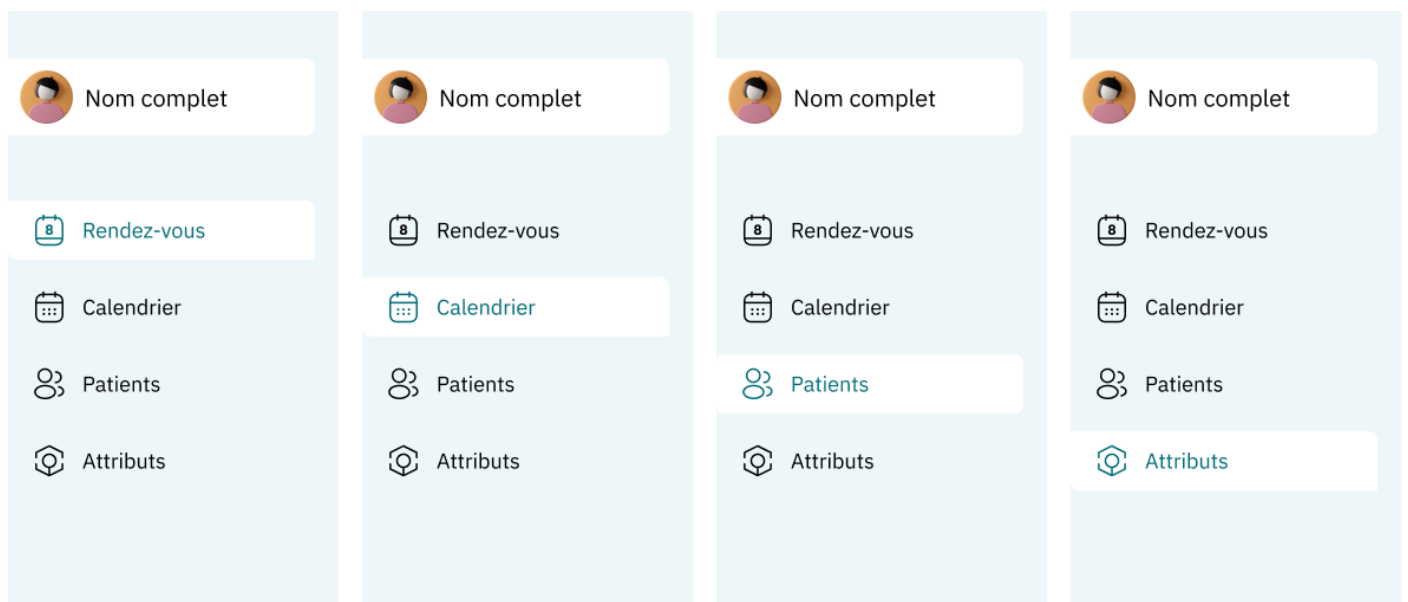 Nom complet
8 Rendez-vous
Calendrier
Patients
Attributs
Nom complet
8 Rendez-vous
Calendrier
Patients
Attributs
Nom complet
8 Rendez-vous
Calendrier
Patients
Attributs
Nom complet
8 Rendez-vous
Calendrier
Patients
Attributs